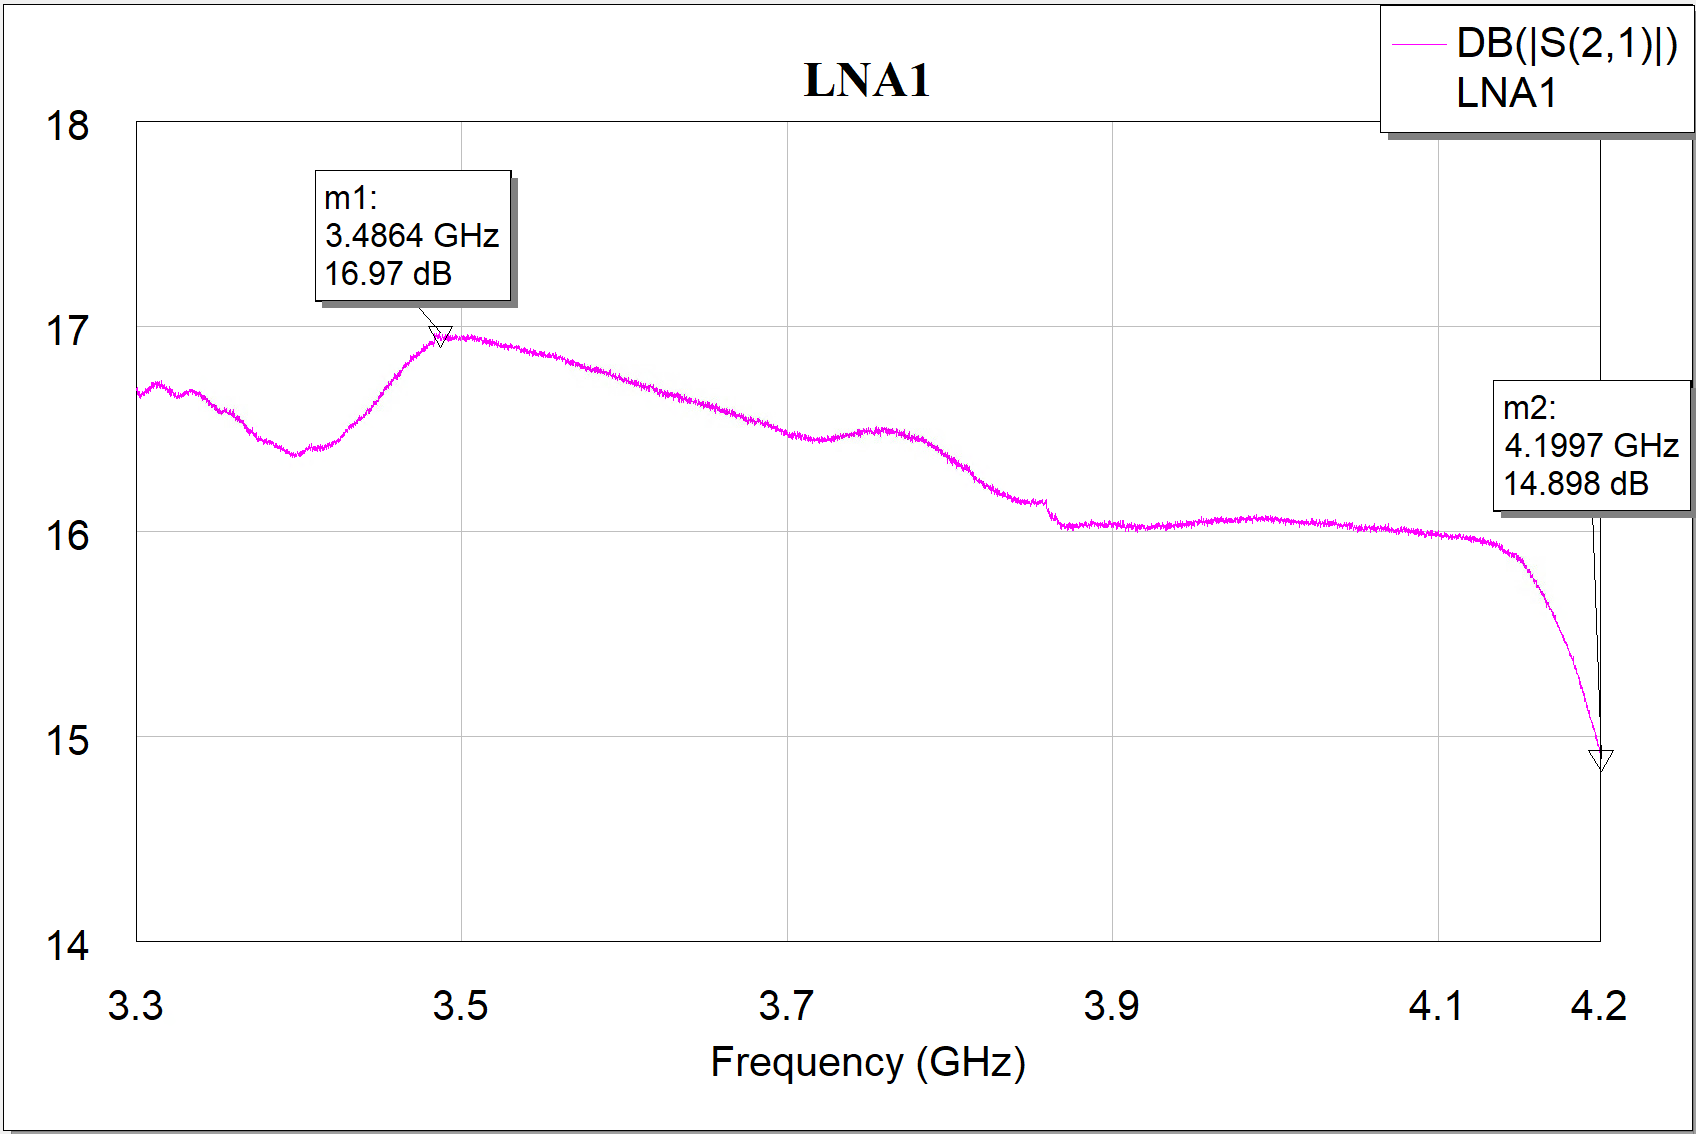 DB(|S(2,1)|)
LNA1
LNA1
18
17
16
15
14
m1:
3.4864 GHz
16.97 dB
m2:
4.1997 GHz
14.898 dB
3.3 3.5 3.7 3.9 4.1 4.2
Frequency (GHz)